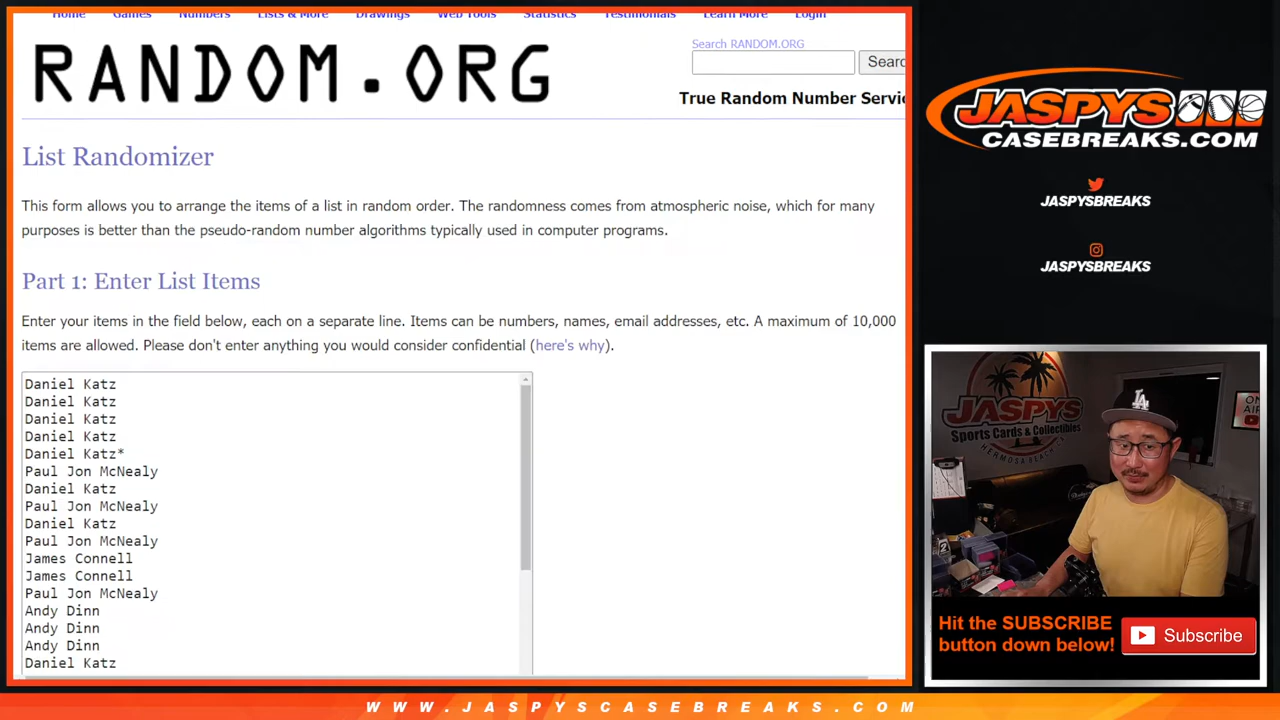 Home Games Numbers Lists & More Drawings Web Tools Statistics Testimonials Learn More Login
RANDOM.ORG
Search RANDOM.ORG
Searc
True Random Number Servic
List Randomizer
This form allows you to arrange the items of a list in random order. The randomness comes from atmospheric noise, which for many
purposes is better than the pseudo-random number algorithms typically used in computer programs.
Part 1: Enter List Items
Enter your items in the field below, each on a separate line. Items can be numbers, names, email addresses, etc. A maximum of 10,000
items are allowed. Please don't enter anything you would consider confidential (here's why).
Daniel Katz
Daniel Katz
Daniel Katz
Daniel Katz
Daniel Katz*
Paul Jon McNealy
Daniel Katz
Paul Jon McNealy
Daniel Katz
Paul Jon McNealy
James Connell
James Connell
Paul Jon McNealy
Andy Dinn
Andy Dinn
Andy Dinn
Daniel Katz
JASPYS
CASEBREAKS.COM
JASPYSBREAKS
JASPYSBREAKS
JASPYS
Sports Cards & Collectibles
HERMOSA BEACH
LA
ON
AIR
Hit the SUBSCRIBE
button down below!
Subscribe
WWW.JASPYSCASEBREAKS.COM